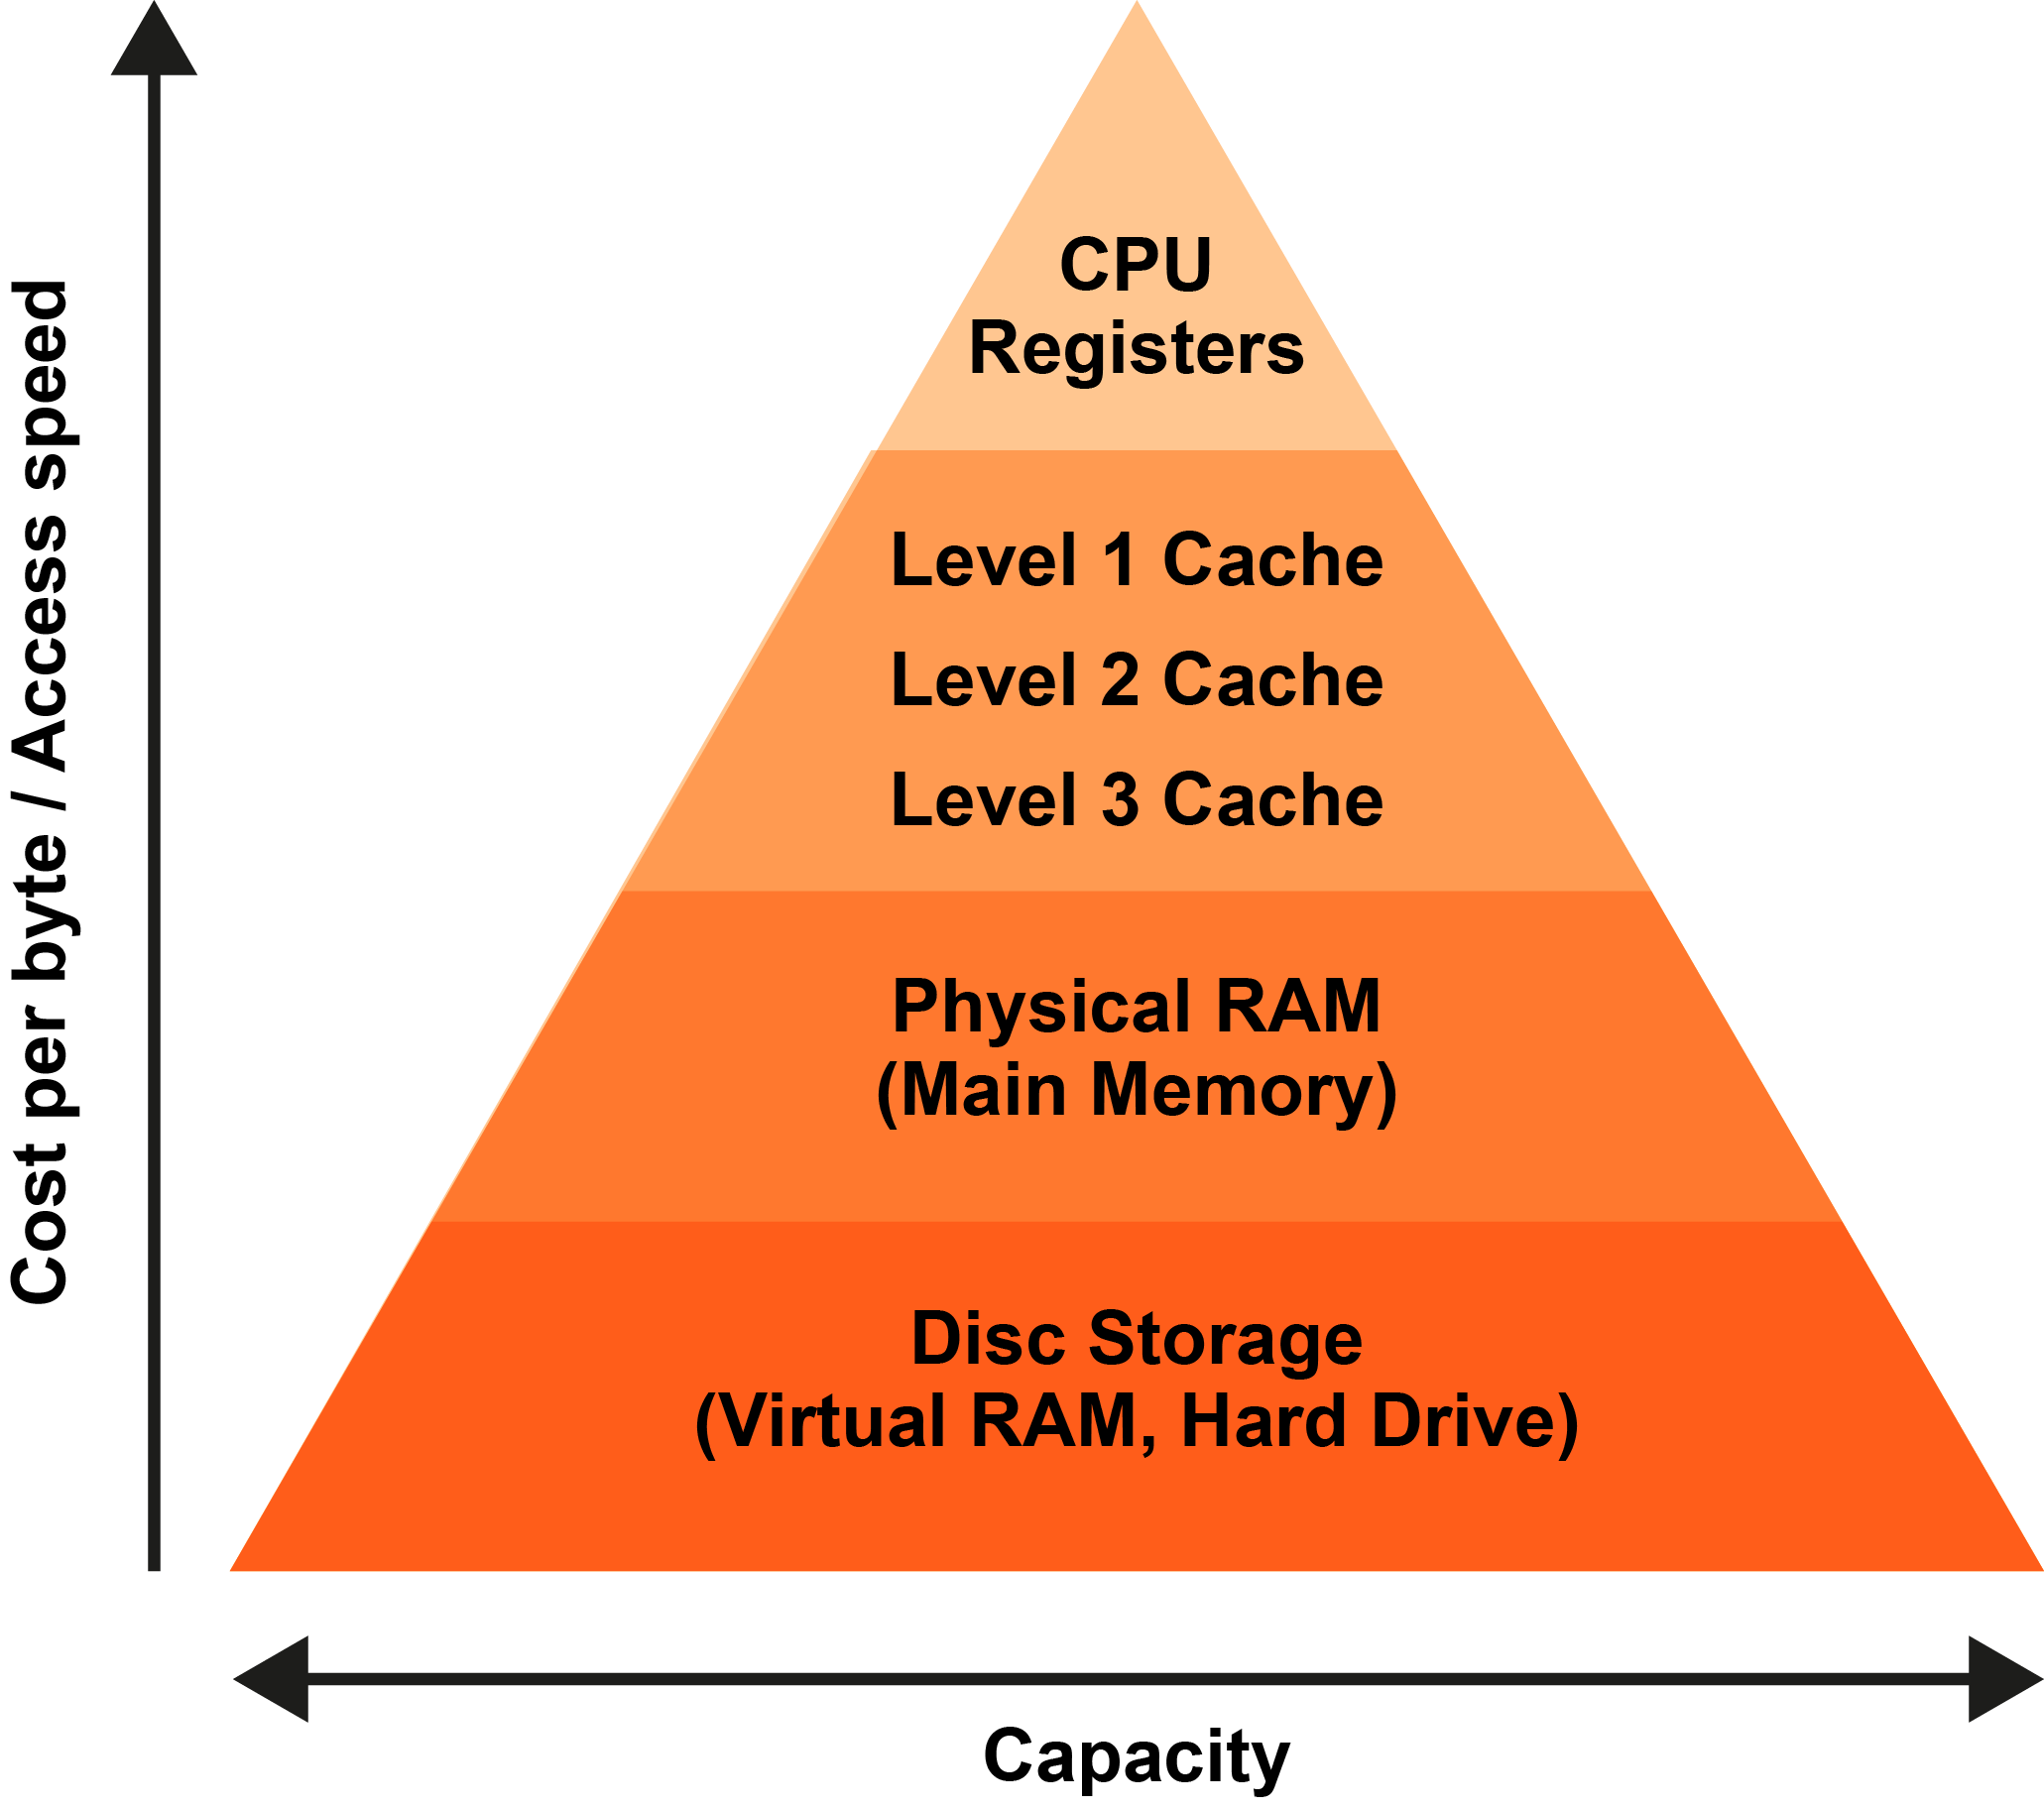 Cost per byte / Access speed
CPU
Registers
Level 1 Cache
Level 2 Cache
Level 3 Cache
Physical RAM
(Main Memory)
Disc Storage
(Virtual RAM, Hard Drive)
Capacity